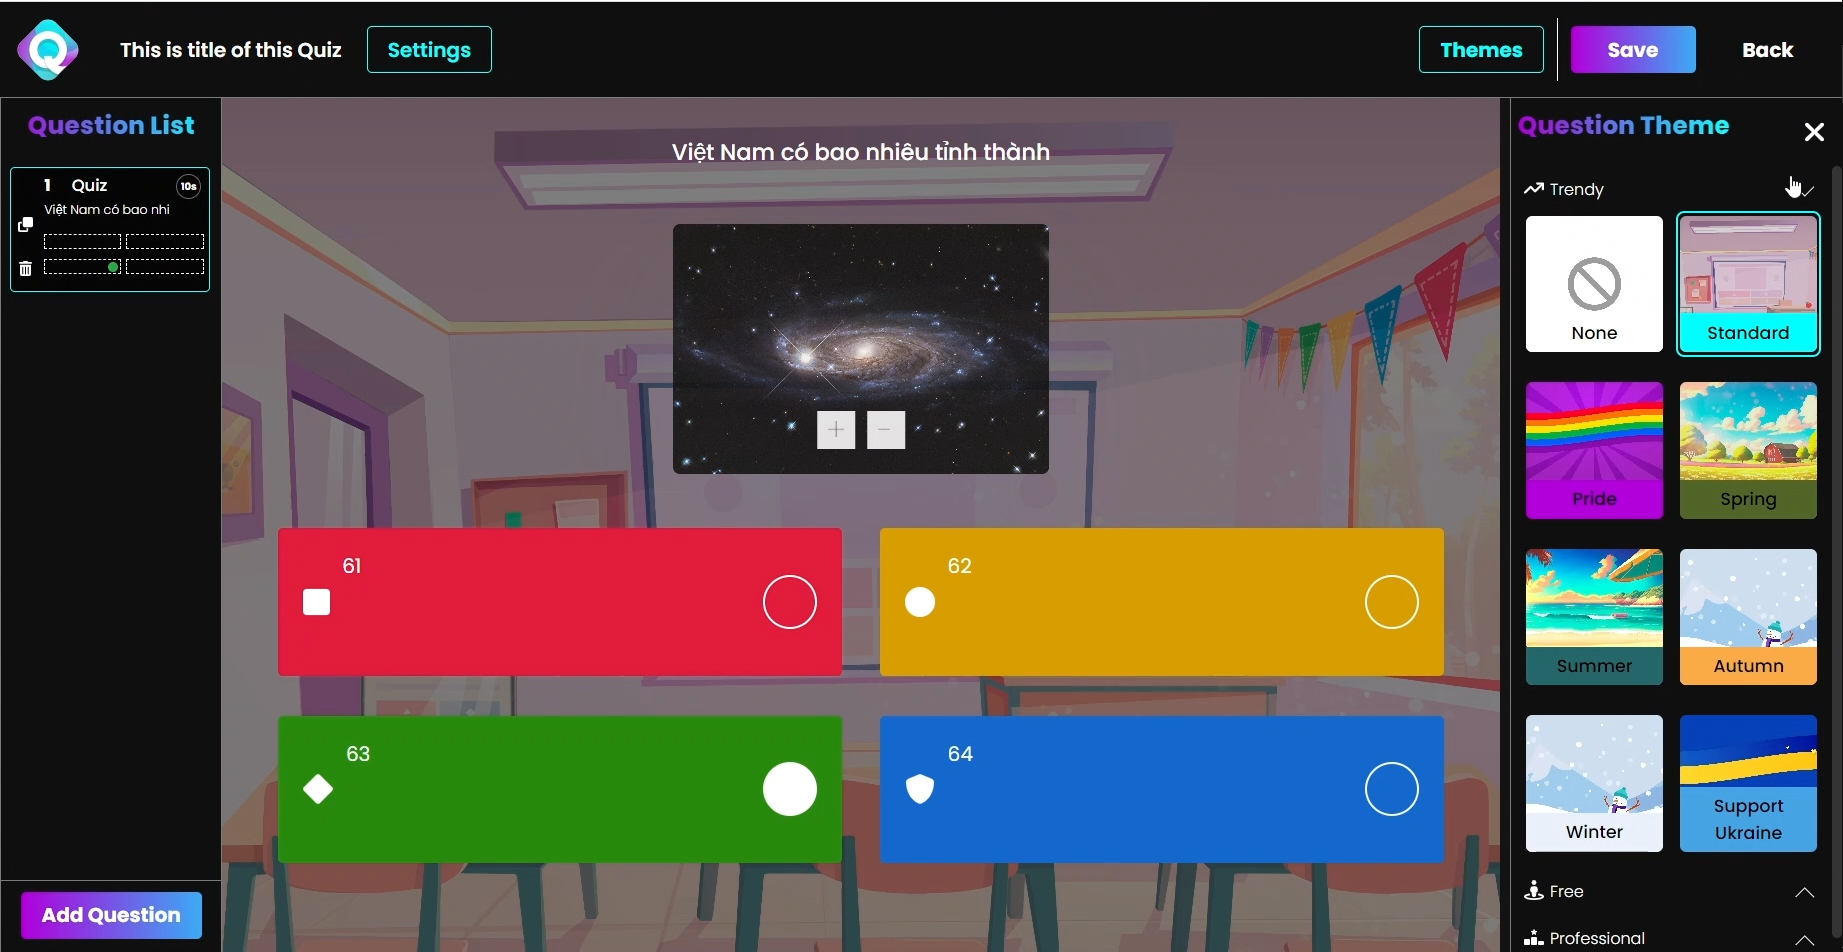 This is title of this Quiz
Settings
Themes
Save
Back
Question List
1 Quiz
10s
Việt Nam có bao nhi
Add Question
Việt Nam có bao nhiêu tỉnh thành
61
62
63
64
Question Theme
Trendy
None
Standard
Pride
Spring
Summer
Autumn
Winter
Support
Ukraine
Free
Professional